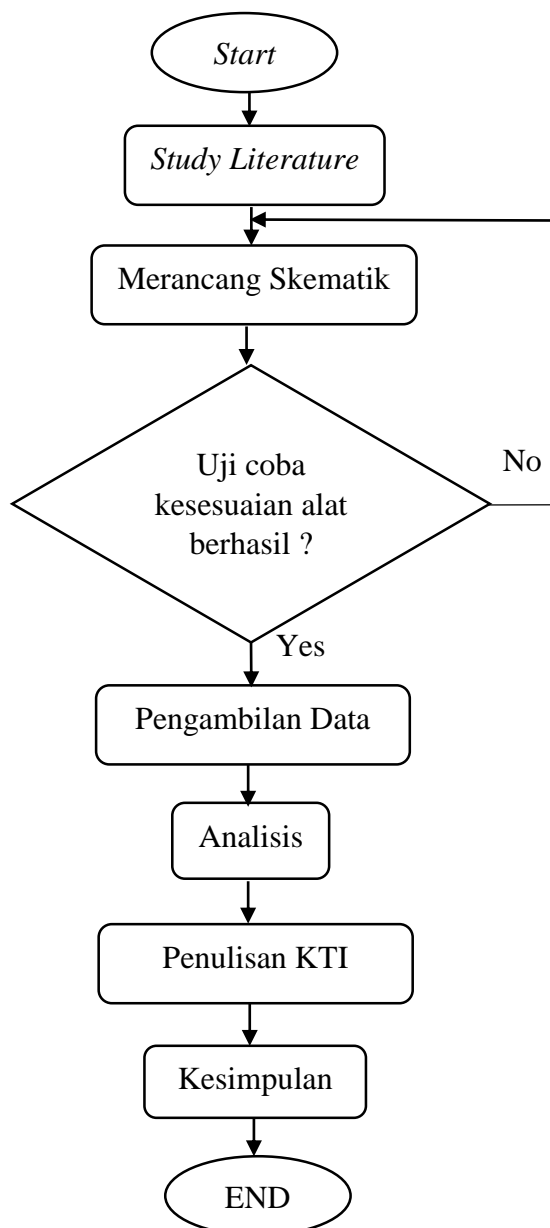 Start
Study Literature
Merancang Skematik
Uji coba
kesesuaian alat
berhasil ?
No
Yes
Pengambilan Data
Analisis
Penulisan KTI
Kesimpulan
END